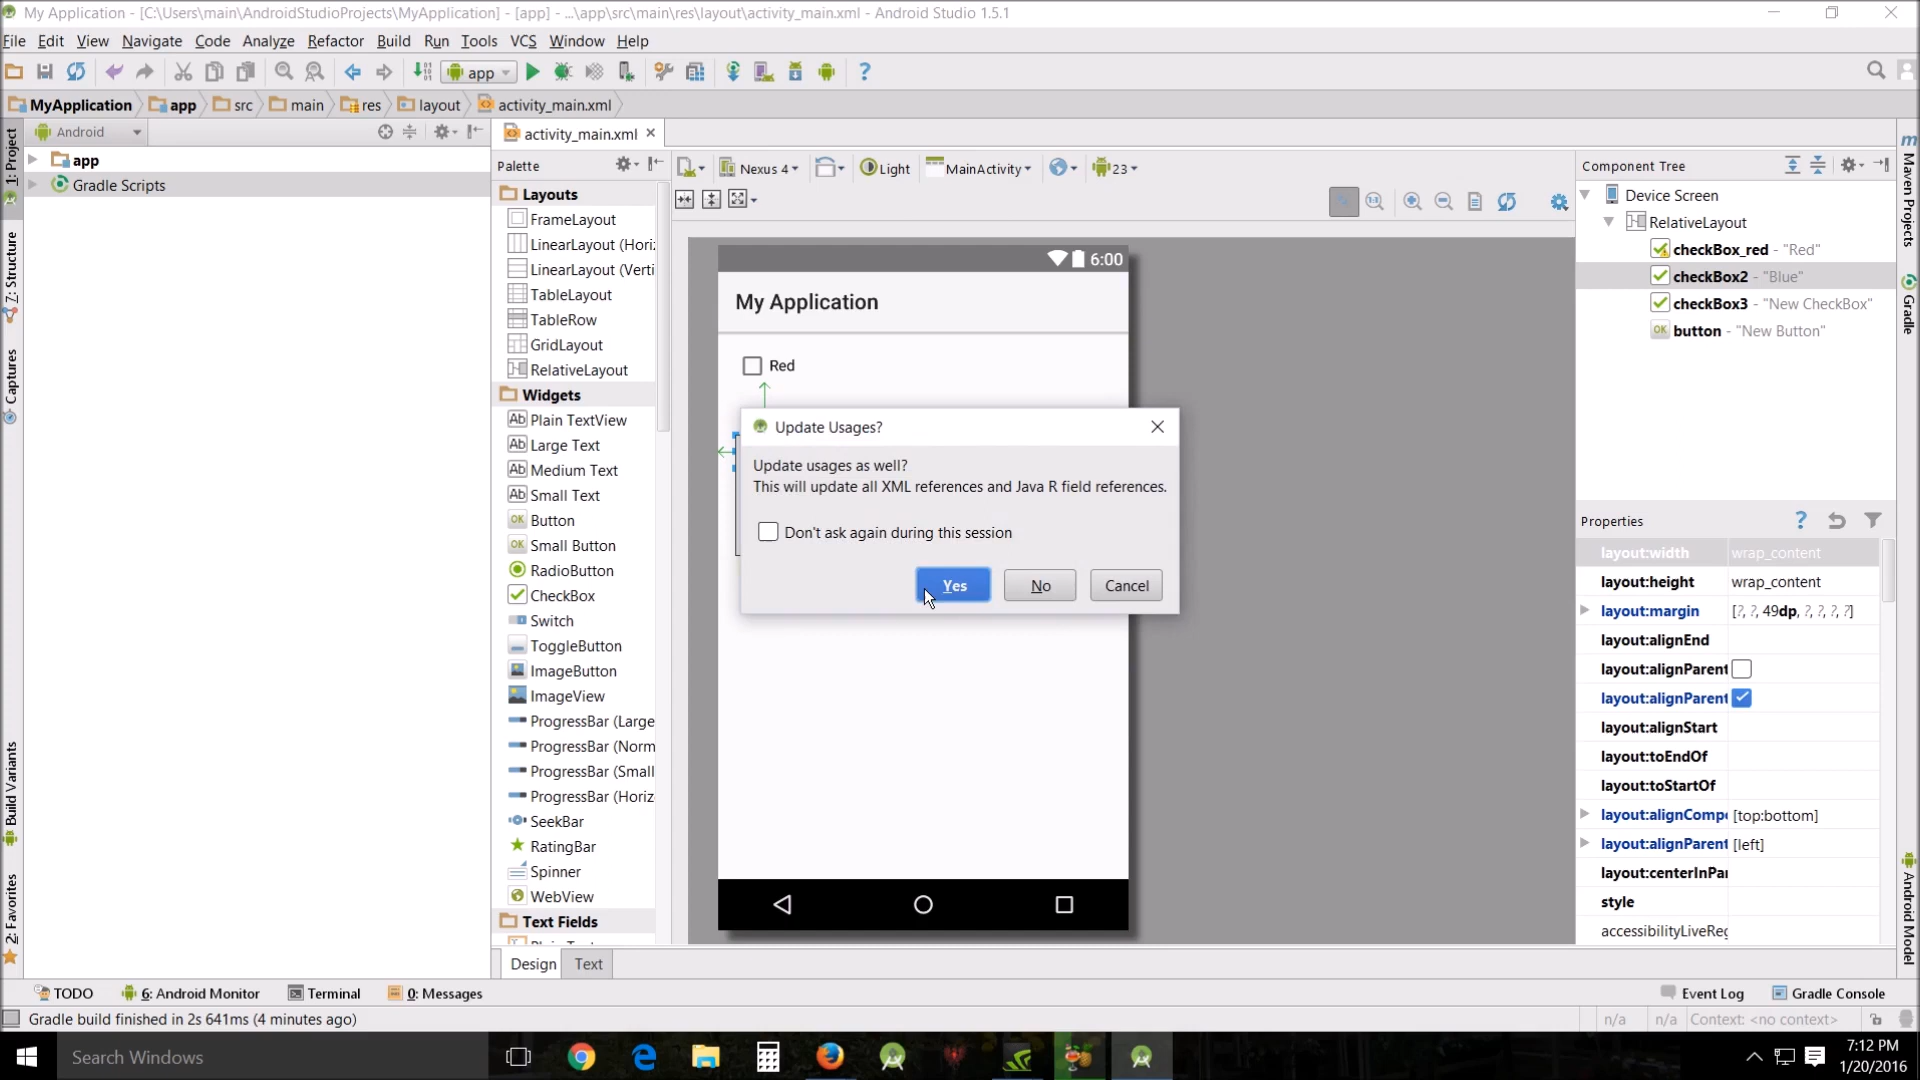 My Application - [C:\Users\main\AndroidStudioProjects\MyApplication] - [app] - ...\app\src\main\res\layout\activity_main.xml - Android Studio 1.5.1
File Edit View Navigate Code Analyze Refactor Build Run Tools VCS Window Help
app
MyApplication app src main res layout activity_main.xml
1: Project
7: Structure
Captures
Build Variants
2: Favorites
Android
app
Gradle Scripts
activity_main.xml
Palette
Layouts
FrameLayout
LinearLayout (Hori:
LinearLayout (Verti
TableLayout
TableRow
GridLayout
RelativeLayout
Widgets
Ab Plain TextView
Ab Large Text
Ab Medium Text
Ab Small Text
OK Button
OK Small Button
RadioButton
CheckBox
Switch
ToggleButton
ImageButton
ImageView
ProgressBar (Large
ProgressBar (Norm
ProgressBar (Small
ProgressBar (Horiz
SeekBar
RatingBar
Spinner
WebView
Text Fields
Nexus 4 Light MainActivity 23
6:00
My Application
Red
Update Usages?
Update usages as well?
This will update all XML references and Java R field references.
Don't ask again during this session
Yes No Cancel
Design Text
Component Tree
Device Screen
RelativeLayout
checkBox_red - "Red"
checkBox2 - "Blue"
checkBox3 - "New CheckBox"
OK button - "New Button"
Properties
layout:width wrap_content
layout:height wrap_content
layout:margin [?, ?, 49dp, ?, ?, ?, ?]
layout:alignEnd
layout:alignParent
layout:alignParent
layout:alignStart
layout:toEndOf
layout:toStartOf
layout:alignComp [top:bottom]
layout:alignParent [left]
layout:centerInPar
style
accessibilityLiveReg
Maven Projects
Gradle
Android Model
TODO 6: Android Monitor Terminal 0: Messages Event Log Gradle Console
Gradle build finished in 2s 641ms (4 minutes ago) n/a n/a Context: <no context>
Search Windows
7:12 PM
1/20/2016